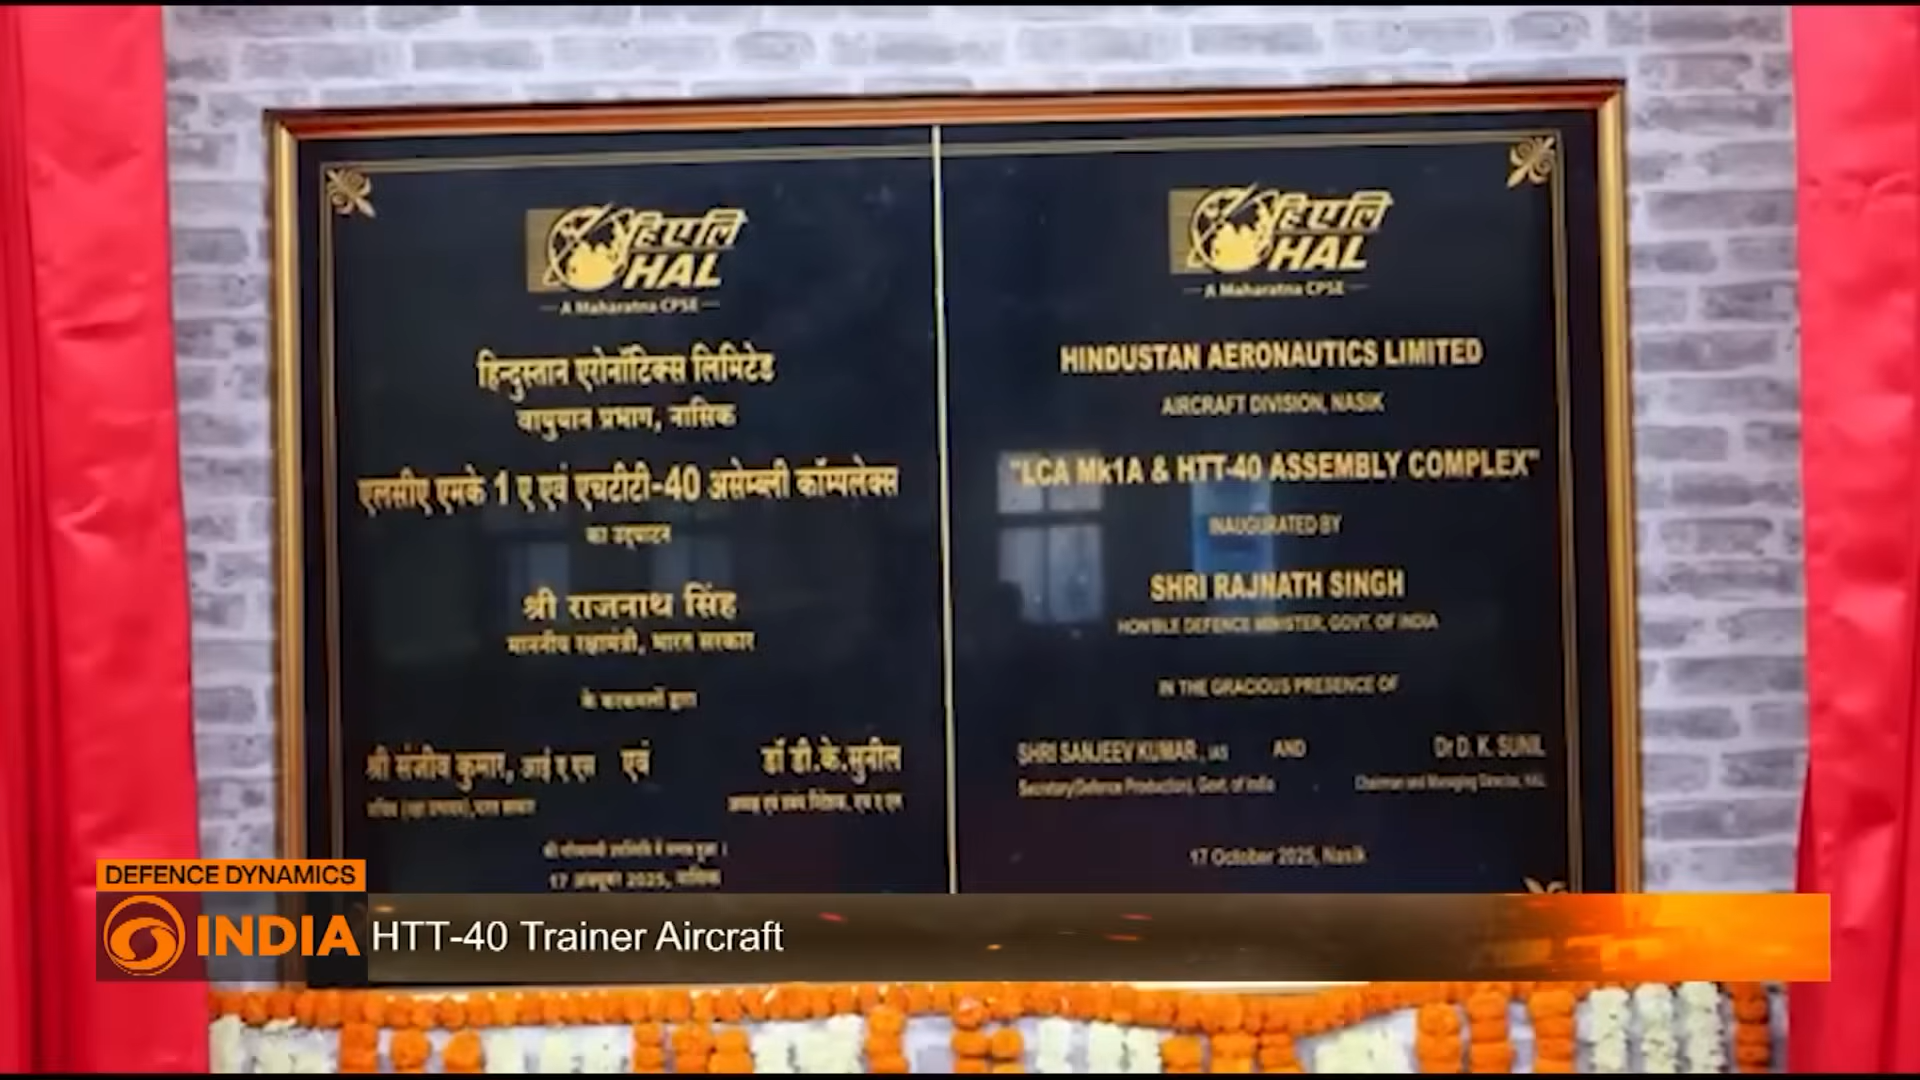 हिएलि
HAL
A Maharatna CPSE
हिन्दुस्तान एरोनॉटिक्स लिमिटेड
वायुयान प्रभाग, नासिक
एलसीए एमके 1 ए एवं एचटीटी-40 असेम्ब्ली कॉम्पलेक्स
का उद्घाटन
श्री राजनाथ सिंह
माननीय रक्षामंत्री, भारत सरकार
के करकमलों द्वारा
श्री संजीव कुमार, आई ए एस एवं डॉ डी.के.सुनील
17 अक्टूबर 2025, नासिक
हिएलि
HAL
A Maharatna CPSE
HINDUSTAN AERONAUTICS LIMITED
AIRCRAFT DIVISION, NASIK
"LCA Mk1A & HTT-40 ASSEMBLY COMPLEX"
INAUGURATED BY
SHRI RAJNATH SINGH
HON'BLE DEFENCE MINISTER, GOVT. OF INDIA
IN THE GRACIOUS PRESENCE OF
SHRI SANJEEV KUMAR, IAS AND Dr D. K. SUNIL
Secretary(Defence Production), Govt. of India Chairman and Managing Director, HAL
17 October 2025, Nasik
DEFENCE DYNAMICS
INDIA
HTT-40 Trainer Aircraft